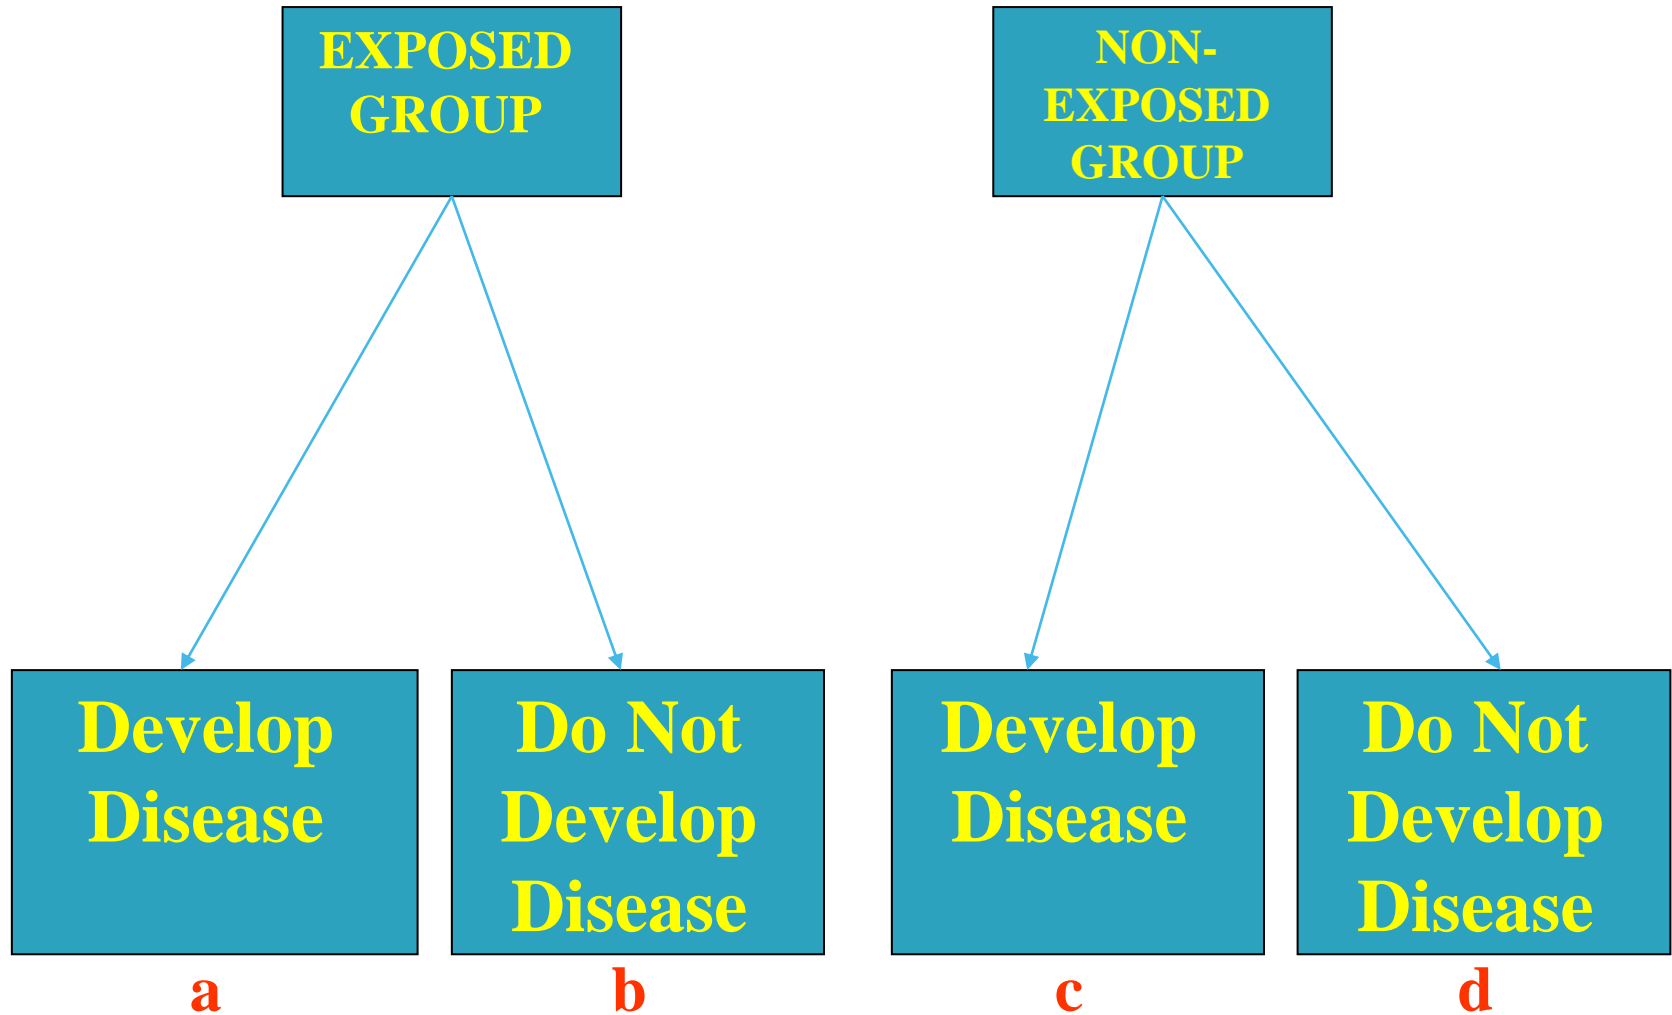 EXPOSED
GROUP
NON-
EXPOSED
GROUP
Develop
Disease
Do Not
Develop
Disease
Develop
Disease
Do Not
Develop
Disease
a
b
c
d